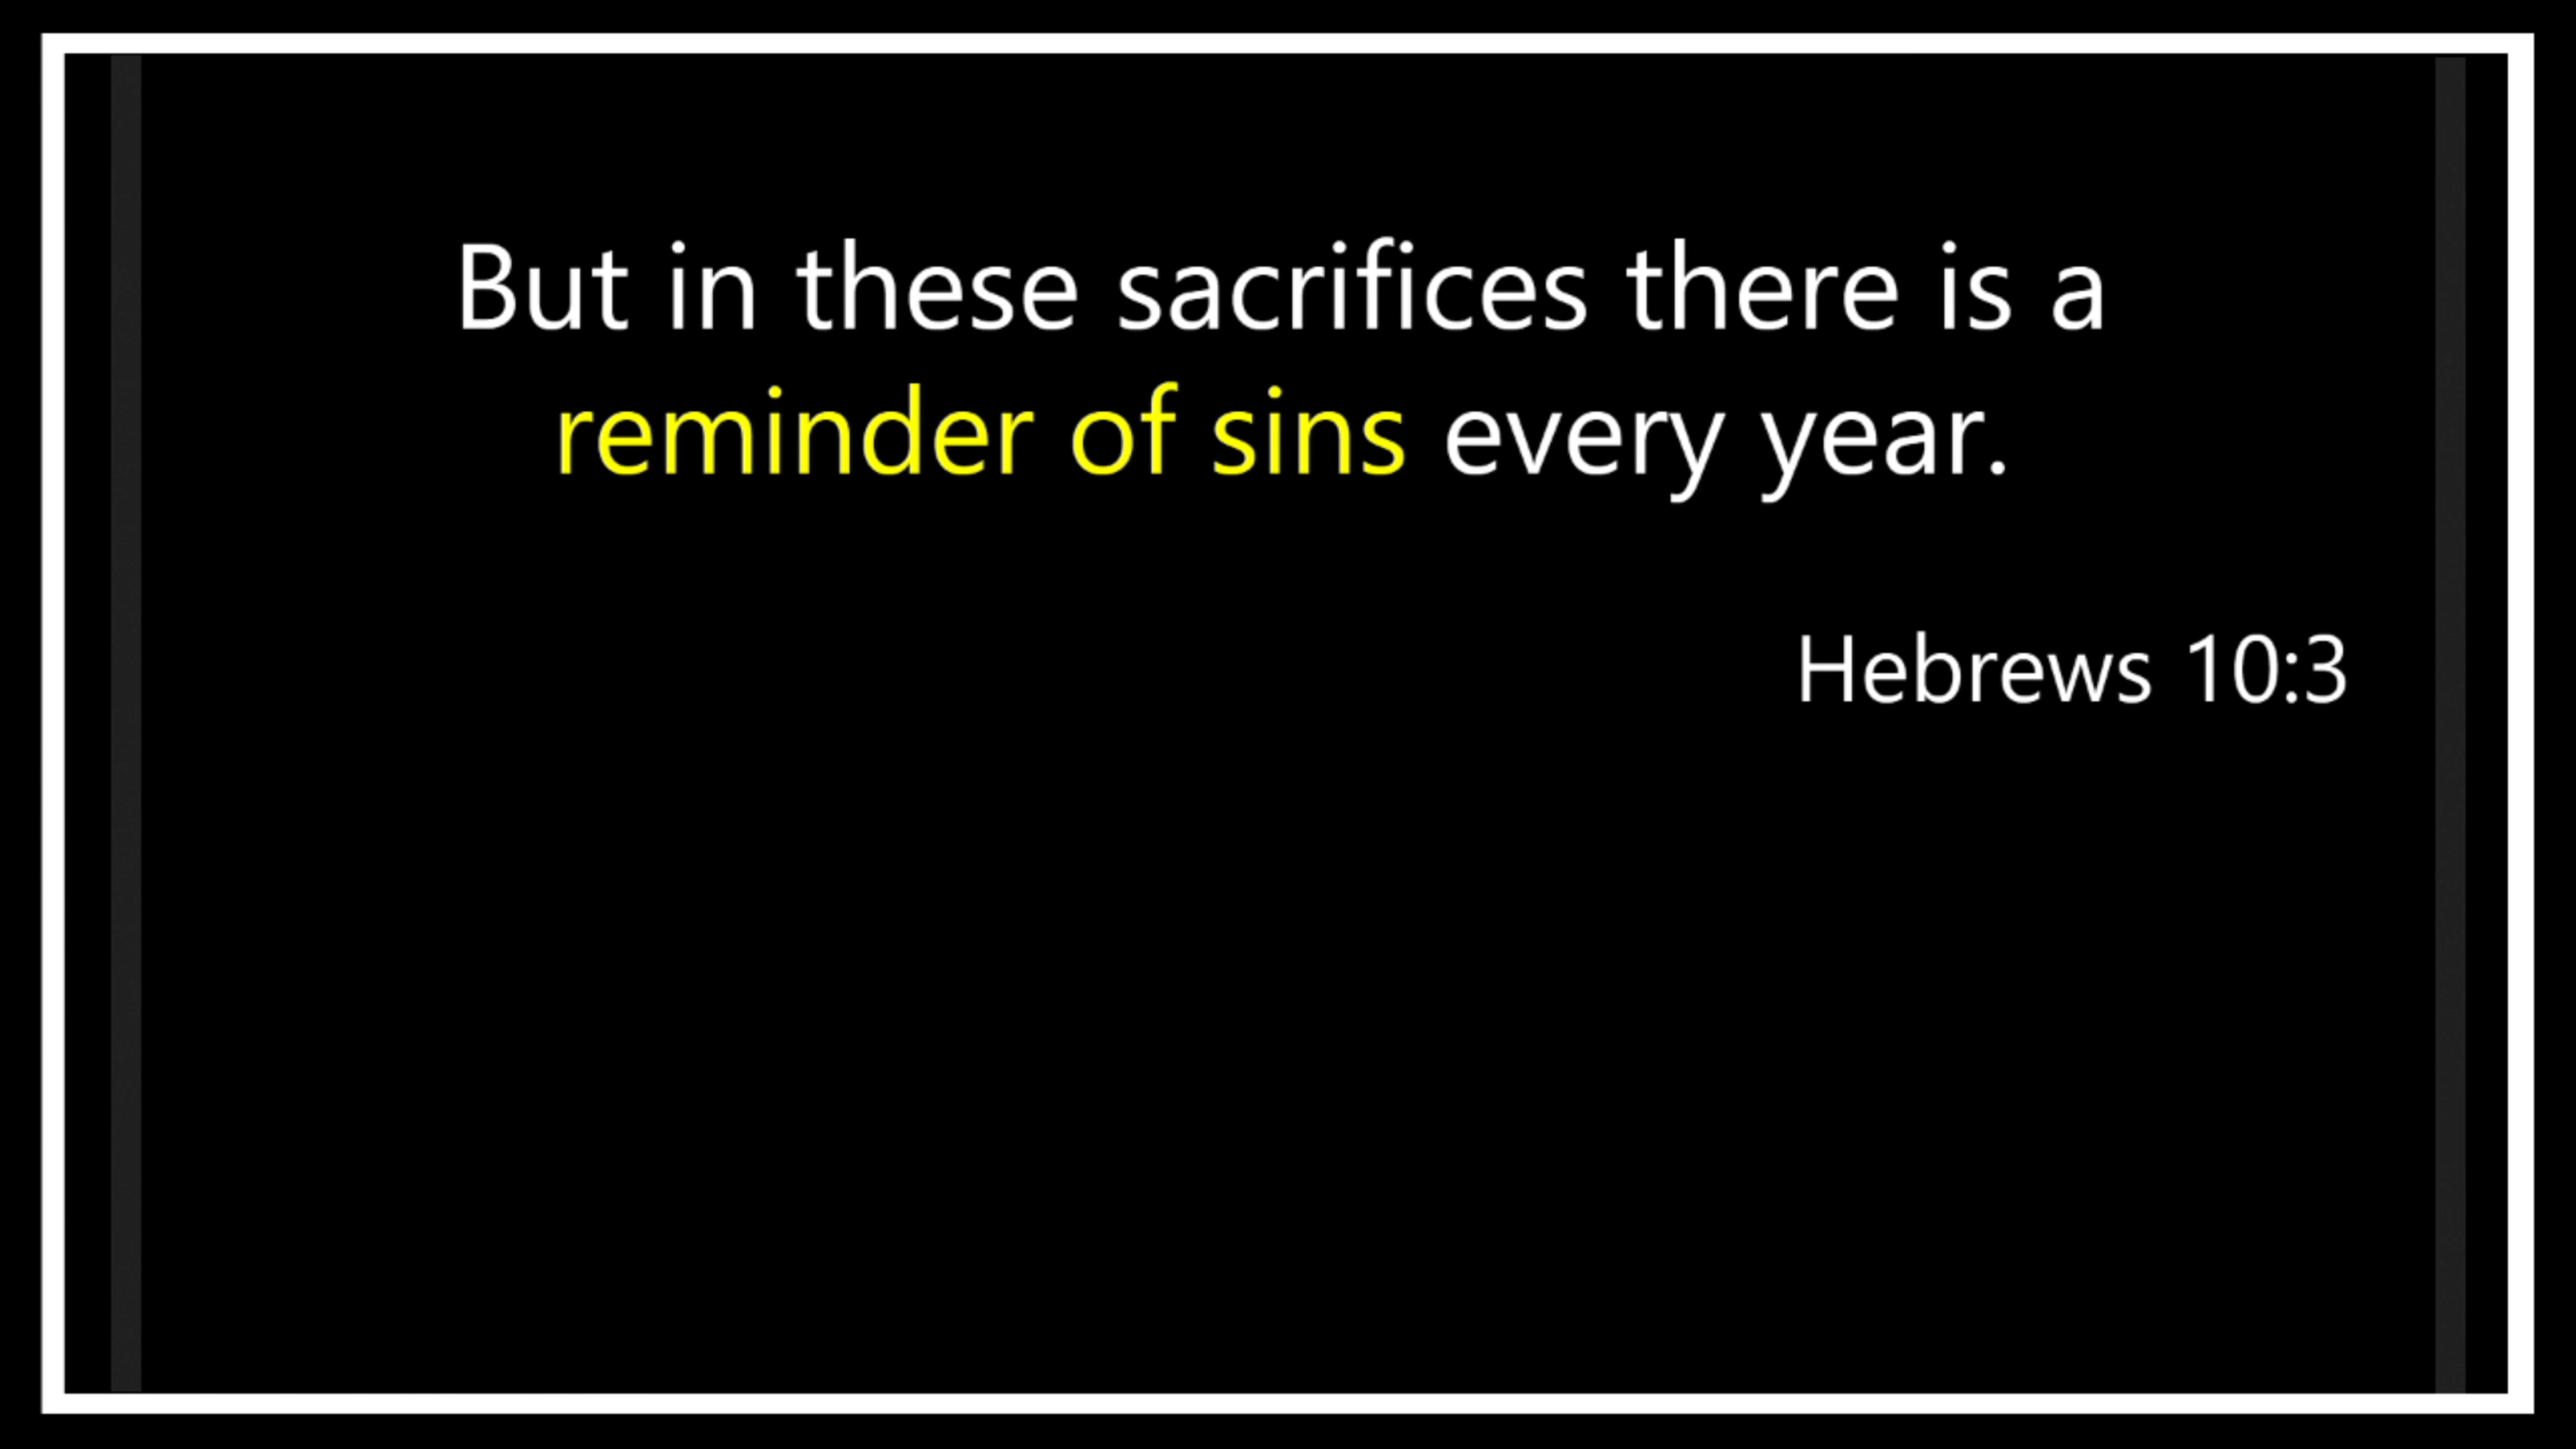 But in these sacrifices there is a
reminder of sins every year.
Hebrews 10:3